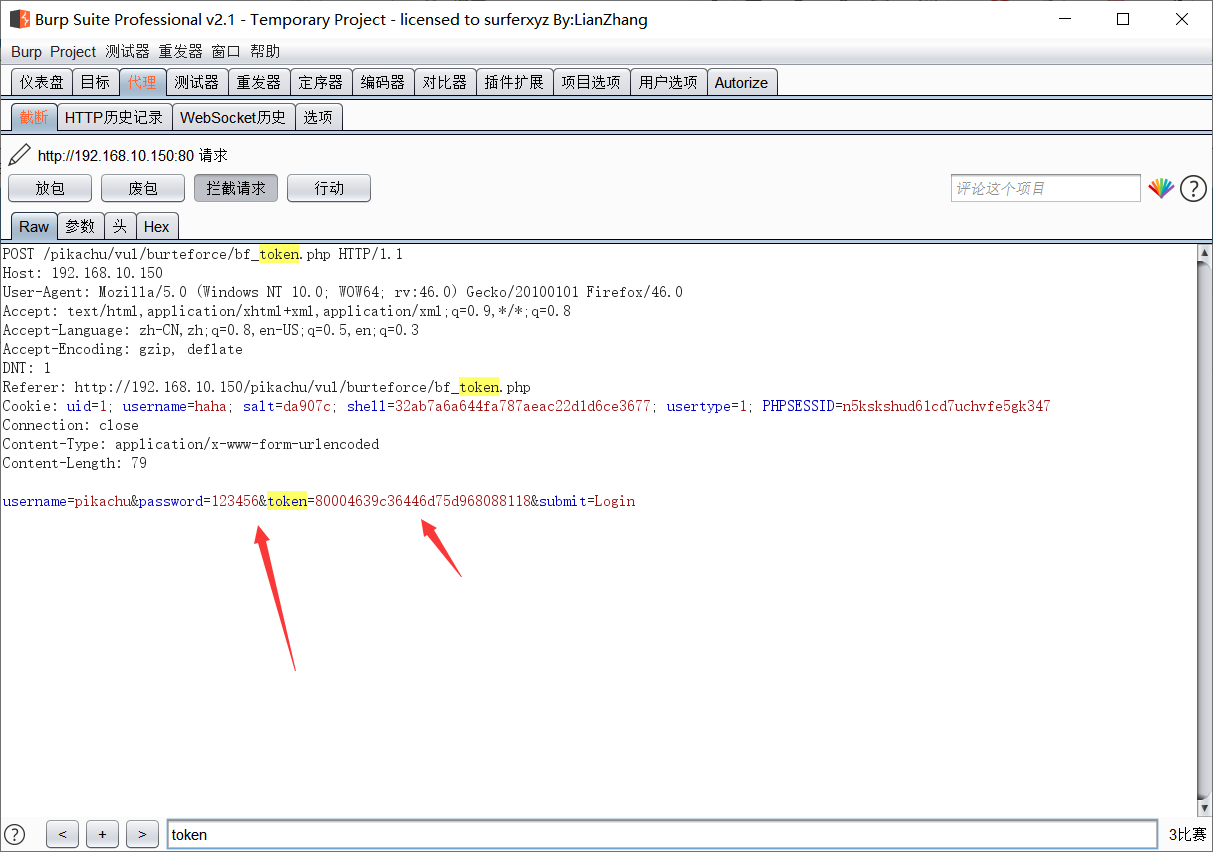 Burp Suite Professional v2.1 - Temporary Project - licensed to surferxyz By:LianZhang
Burp Project 测试器 重发器 窗口 帮助
仪表盘 目标 代理 测试器 重发器 定序器 编码器 对比器 插件扩展 项目选项 用户选项 Autorize
截断 HTTP历史记录 WebSocket历史 选项
http://192.168.10.150:80 请求
放包 废包 拦截请求 行动 评论这个项目 ?
Raw 参数 头 Hex
POST /pikachu/vul/burteforce/bf_token.php HTTP/1.1
Host: 192.168.10.150
User-Agent: Mozilla/5.0 (Windows NT 10.0; WOW64; rv:46.0) Gecko/20100101 Firefox/46.0
Accept: text/html,application/xhtml+xml,application/xml;q=0.9,*/*;q=0.8
Accept-Language: zh-CN,zh;q=0.8,en-US;q=0.5,en;q=0.3
Accept-Encoding: gzip, deflate
DNT: 1
Referer: http://192.168.10.150/pikachu/vul/burteforce/bf_token.php
Cookie: uid=1; username=haha; salt=da907c; shell=32ab7a6a644fa787aeac22d1d6ce3677; usertype=1; PHPSESSID=n5kskshud61cd7uchvfe5gk347
Connection: close
Content-Type: application/x-www-form-urlencoded
Content-Length: 79
username=pikachu&password=123456&token=80004639c36446d75d968088118&submit=Login
? < + > token 3比赛